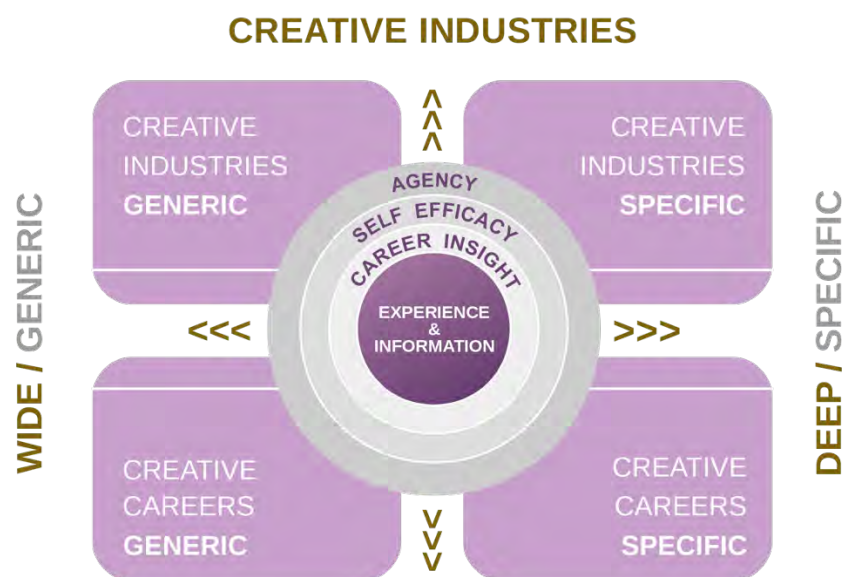 CREATIVE INDUSTRIES
CREATIVE
INDUSTRIES
GENERIC
<<<
CREATIVE
INDUSTRIES
SPECIFIC
>>>
AGENCY
SELF EFFICACY
CAREER INSIGHT
EXPERIENCE
&
INFORMATION
WIDE / GENERIC
DEEP / SPECIFIC
CREATIVE
CAREERS
GENERIC
CREATIVE
CAREERS
SPECIFIC